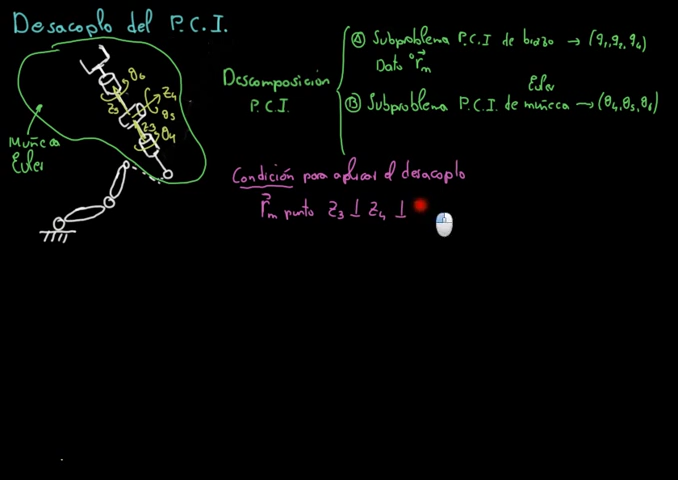 Desacoplo del P.C.I.
Ⓐ Subproblema P.C.I de brazo → (q₁, q₂, q₄)
Dato ⁰r⃗ₘ
Descomposición
P.C.I.
Euler
Ⓑ Subproblema P.C.I. de muñeca → (θ₄, θ₅, θ₆)
θ₆
Z₄
Z₅
θ₅
Z₃
θ₄
Muñeca
Euler
Condición para aplicar el desacoplo
r⃗ₘ punto Z₃ ⊥ Z₄ ⊥